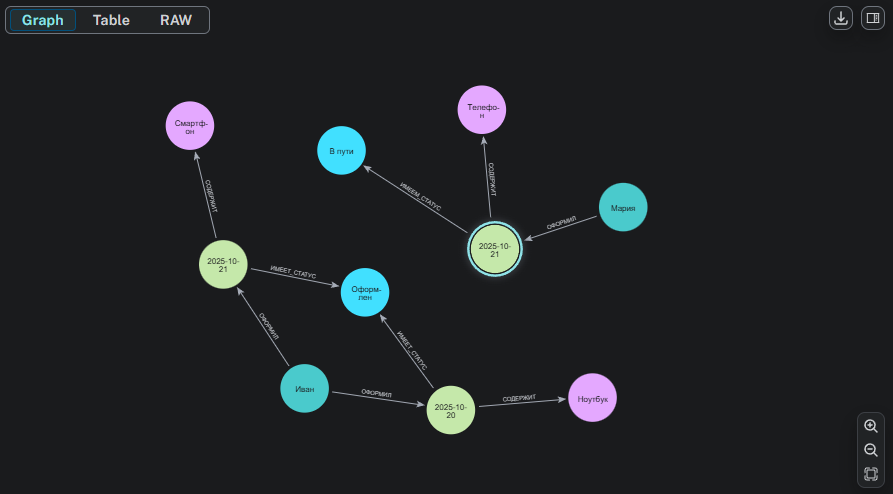 Graph Table RAW
Телефо-
н
Смартф-
он
В пути
СОДЕРЖИТ
СОДЕРЖИТ
ИМЕЕМ_СТАТУС
Мария
ОФОРМИЛ
2025-10-
21
2025-10-
21
ИМЕЕТ_СТАТУС
Оформ-
лен
ОФОРМИЛ
ИМЕЕТ_СТАТУС
Иван
ОФОРМИЛ
2025-10-
20
СОДЕРЖИТ
Ноутбук